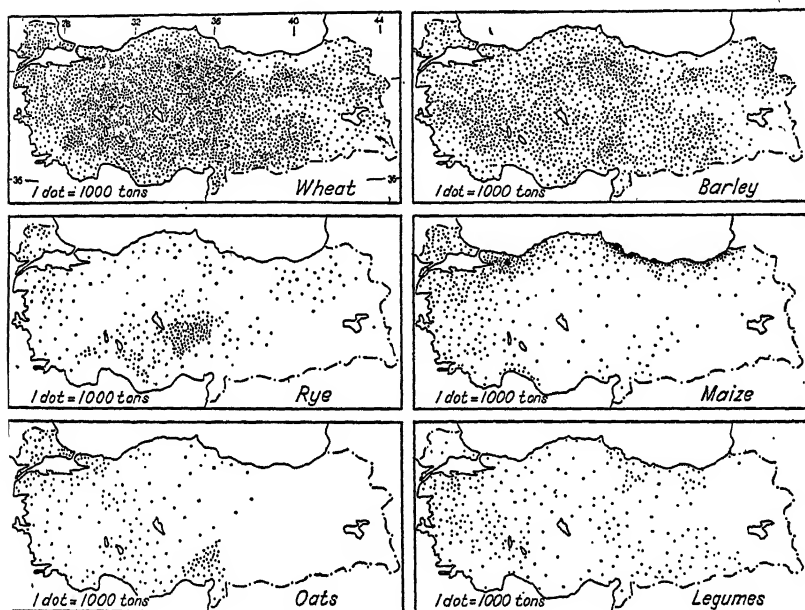 28 32 36 40 44
36 36
1 dot = 1000 tons Wheat
1 dot = 1000 tons Barley
1 dot = 1000 tons Rye
1 dot = 1000 tons Maize
1 dot = 1000 tons Oats
1 dot = 1000 tons Legumes